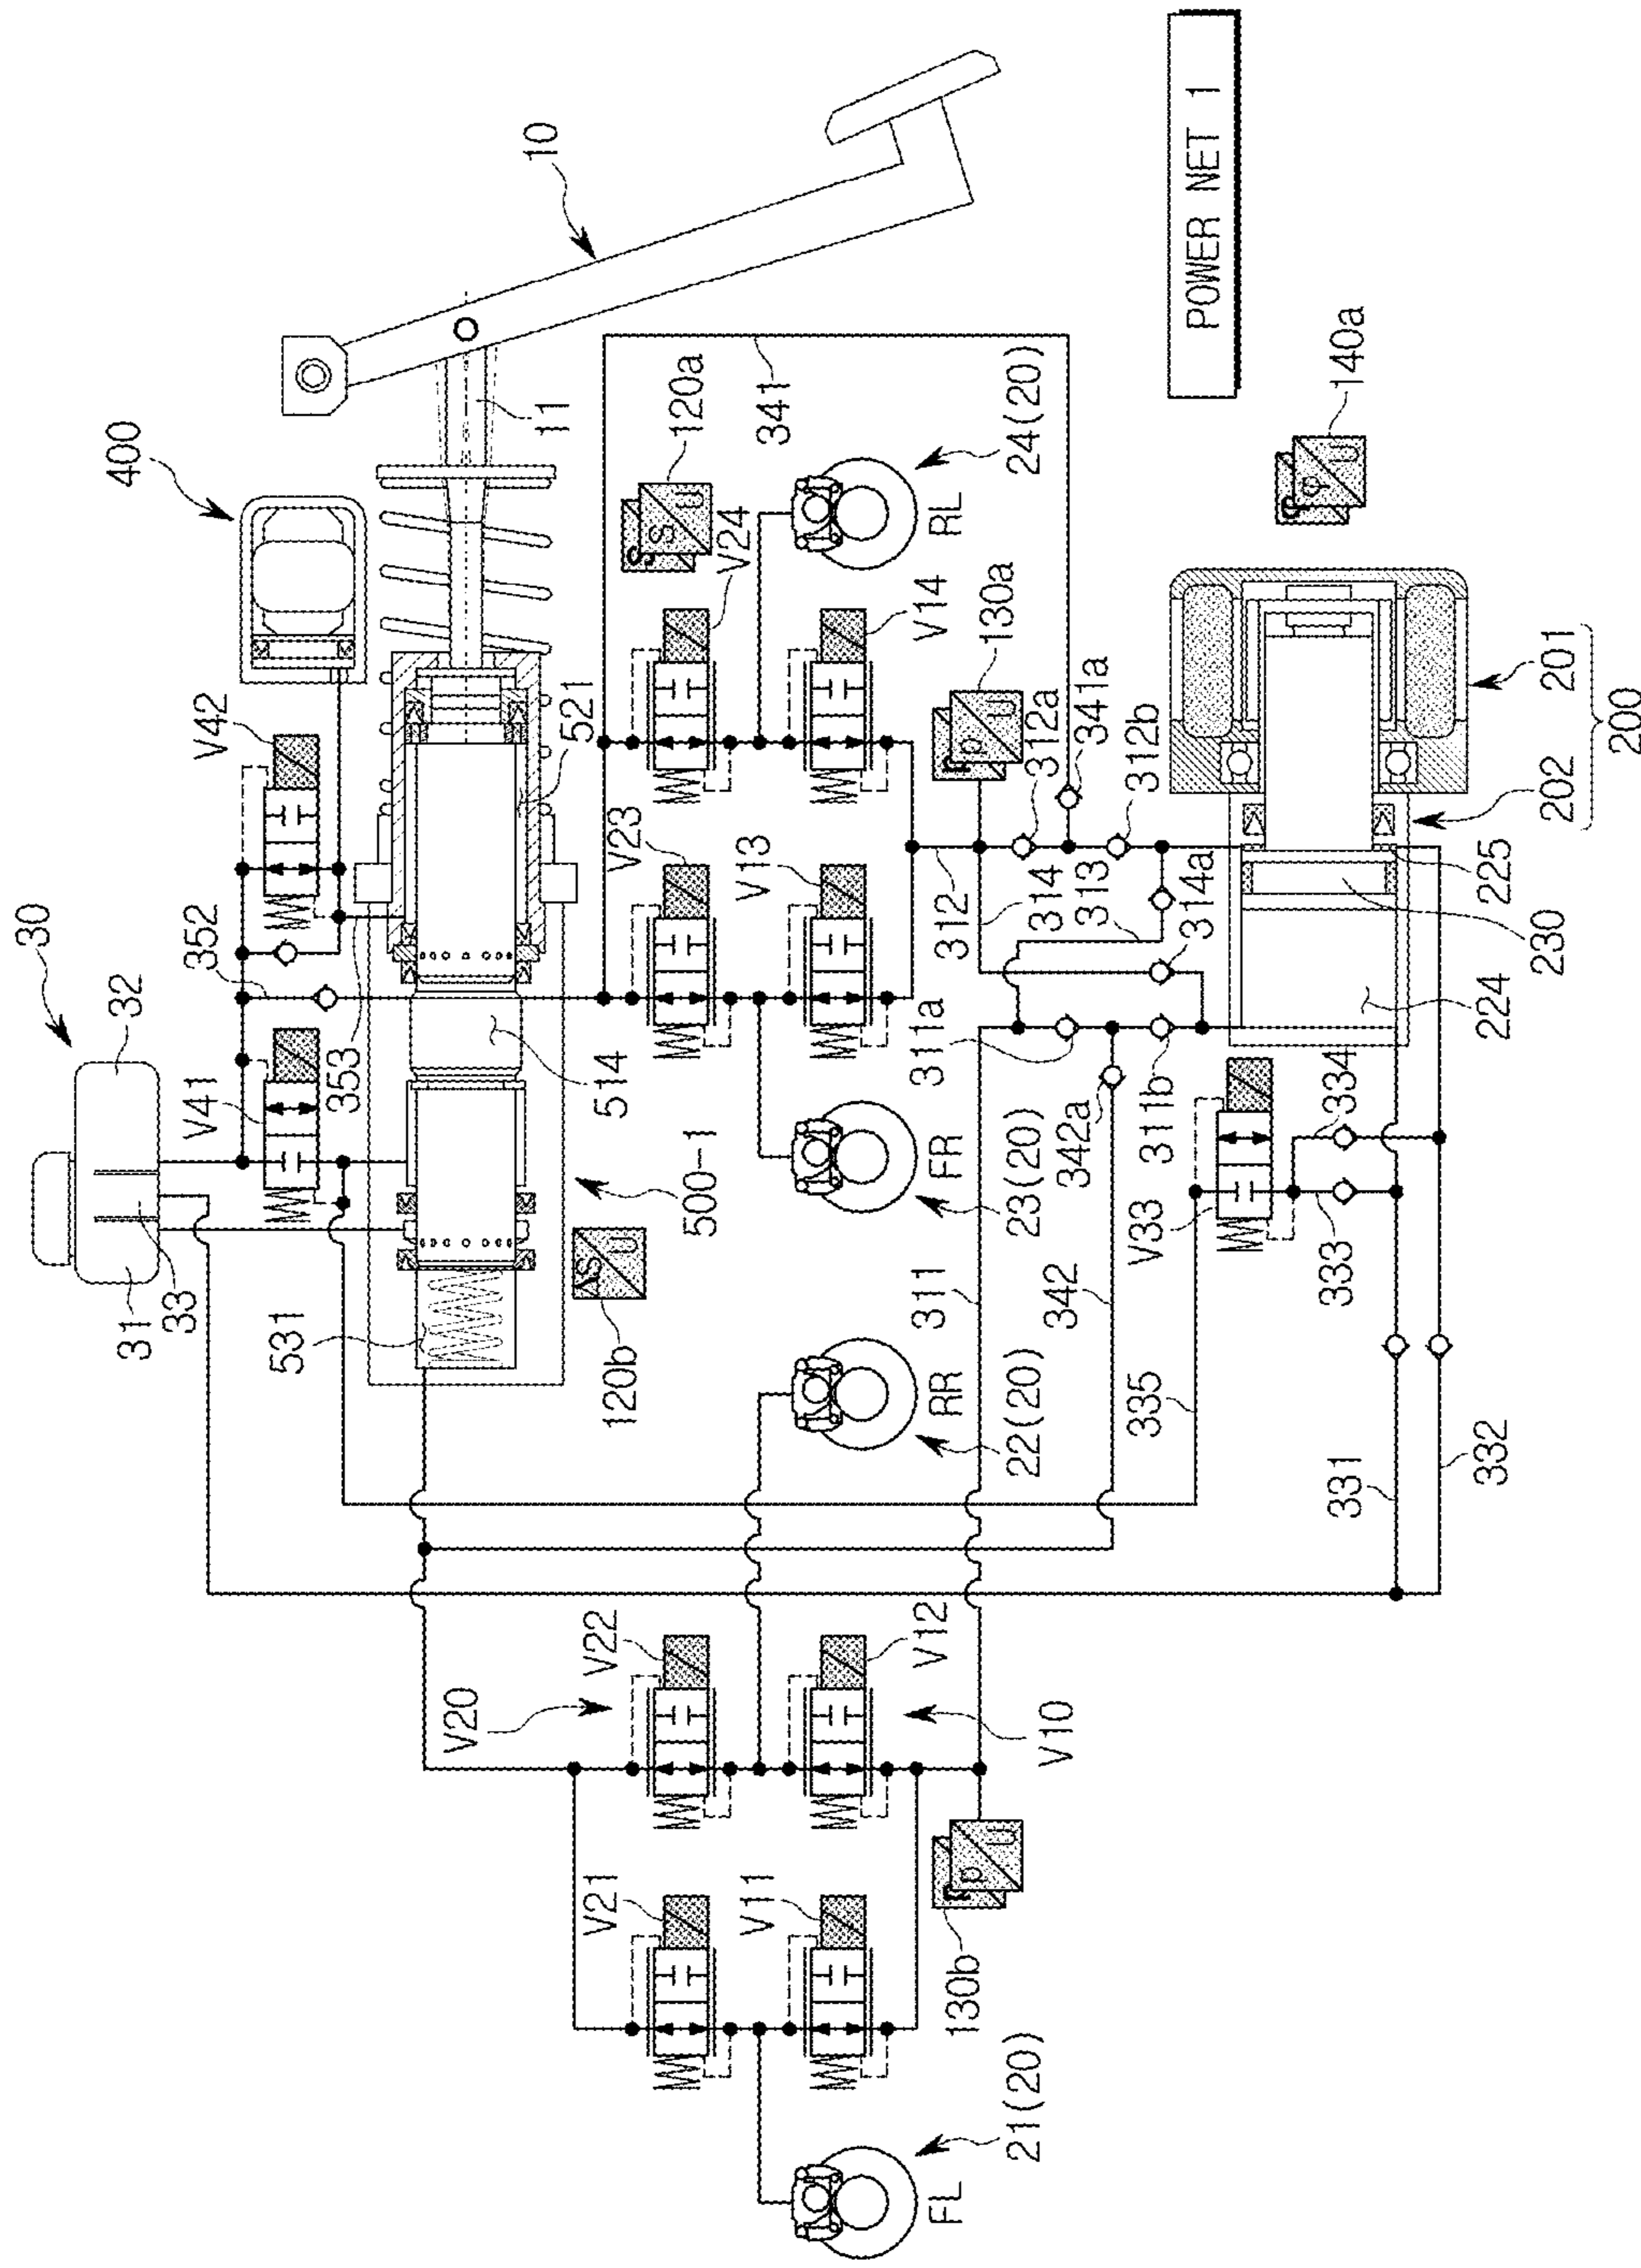 30
32
31
33
352
V41
V42
400
10
353
531
514
521
11
500-1
120b
120a
341
V20
V22
V21
V23
V24
V12
V11
V13
V14
V10
130b
130a
S
S
U
λS
U
p
U
p
U
φ
U
FL
21(20)
RR
22(20)
FR
23(20)
RL
24(20)
311
342
311a
342a
311b
312
314
313
314a
312a
341a
312b
140a
POWER NET 1
335
V33
333
334
331
332
224
230
225
202
201
200